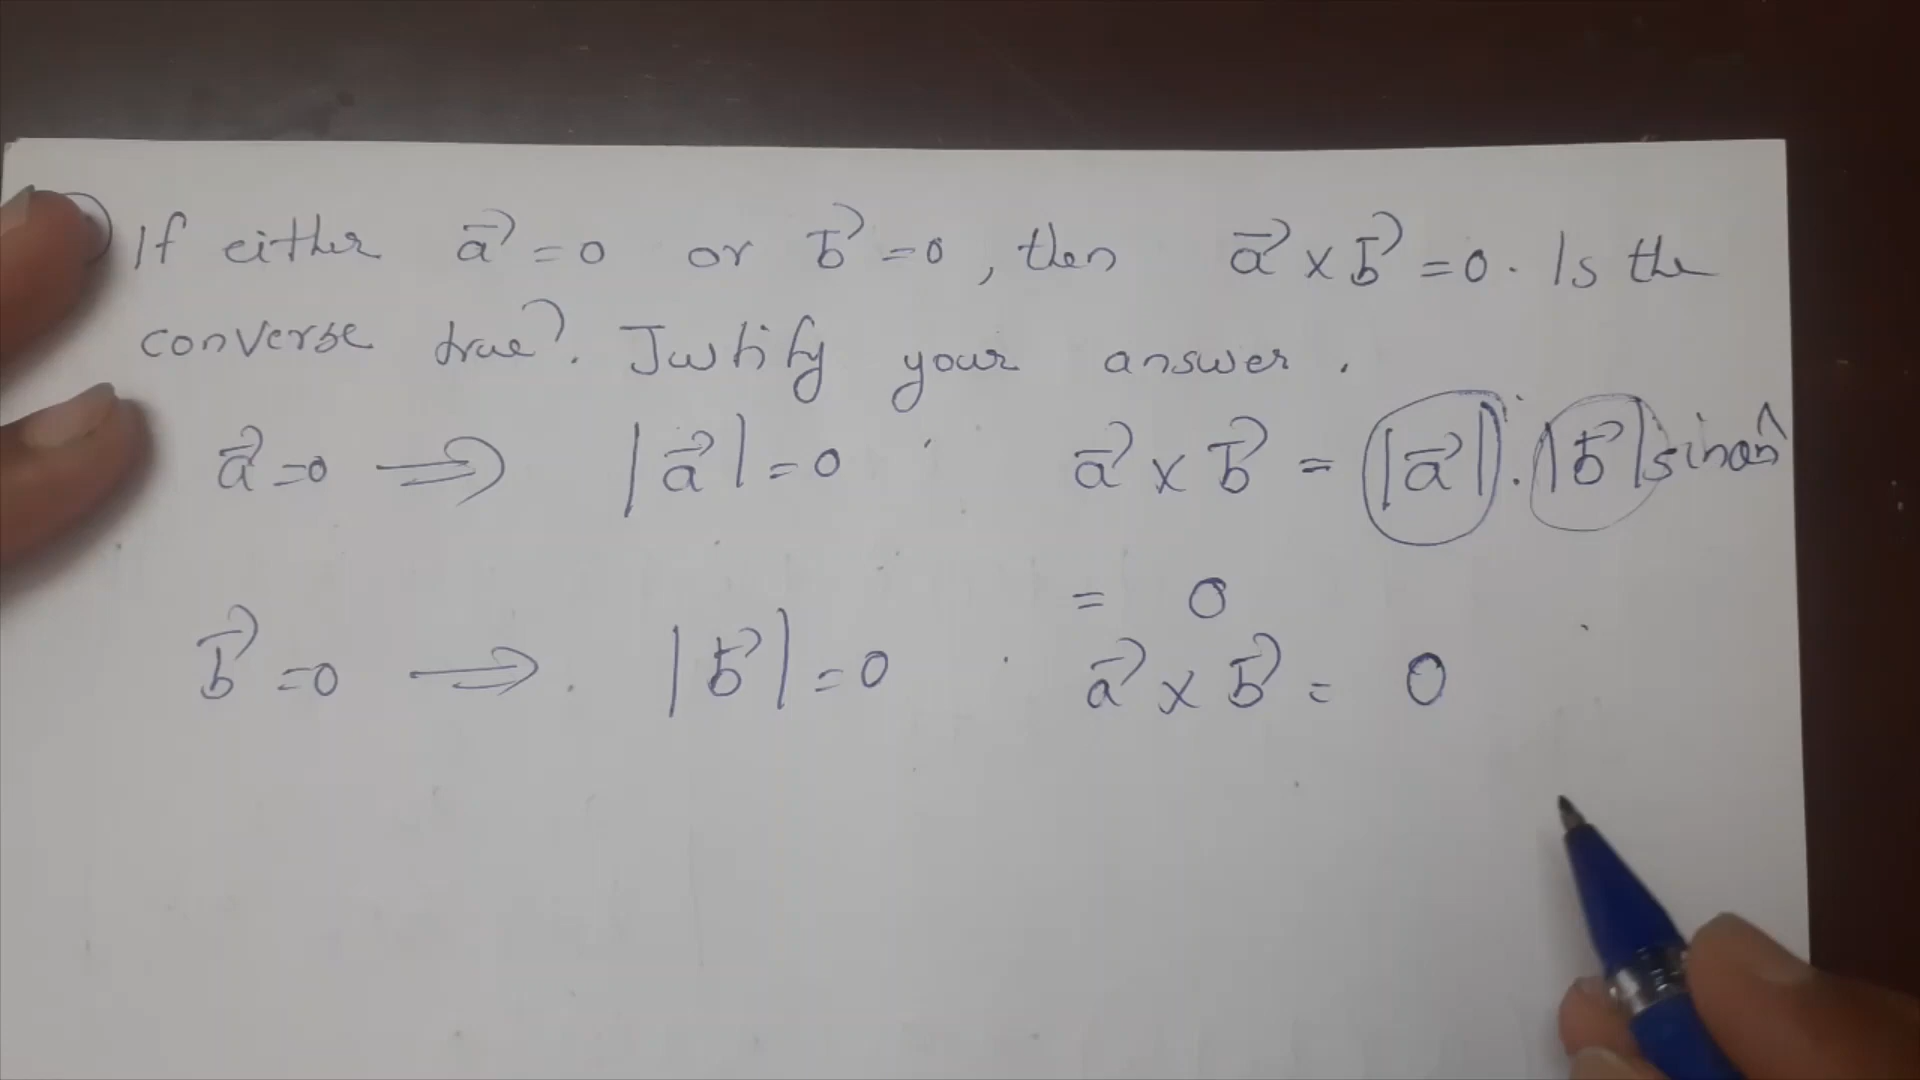 If either a⃗ = 0 or b⃗ = 0, then a⃗ × b⃗ = 0. Is the
converse true?. Justify your answer.
a⃗ = 0 ⟹ |a⃗| = 0 a⃗ × b⃗ = |a⃗|.|b⃗|
= 0
b⃗ = 0 ⟹ . |b⃗| = 0 a⃗ × b⃗ = 0